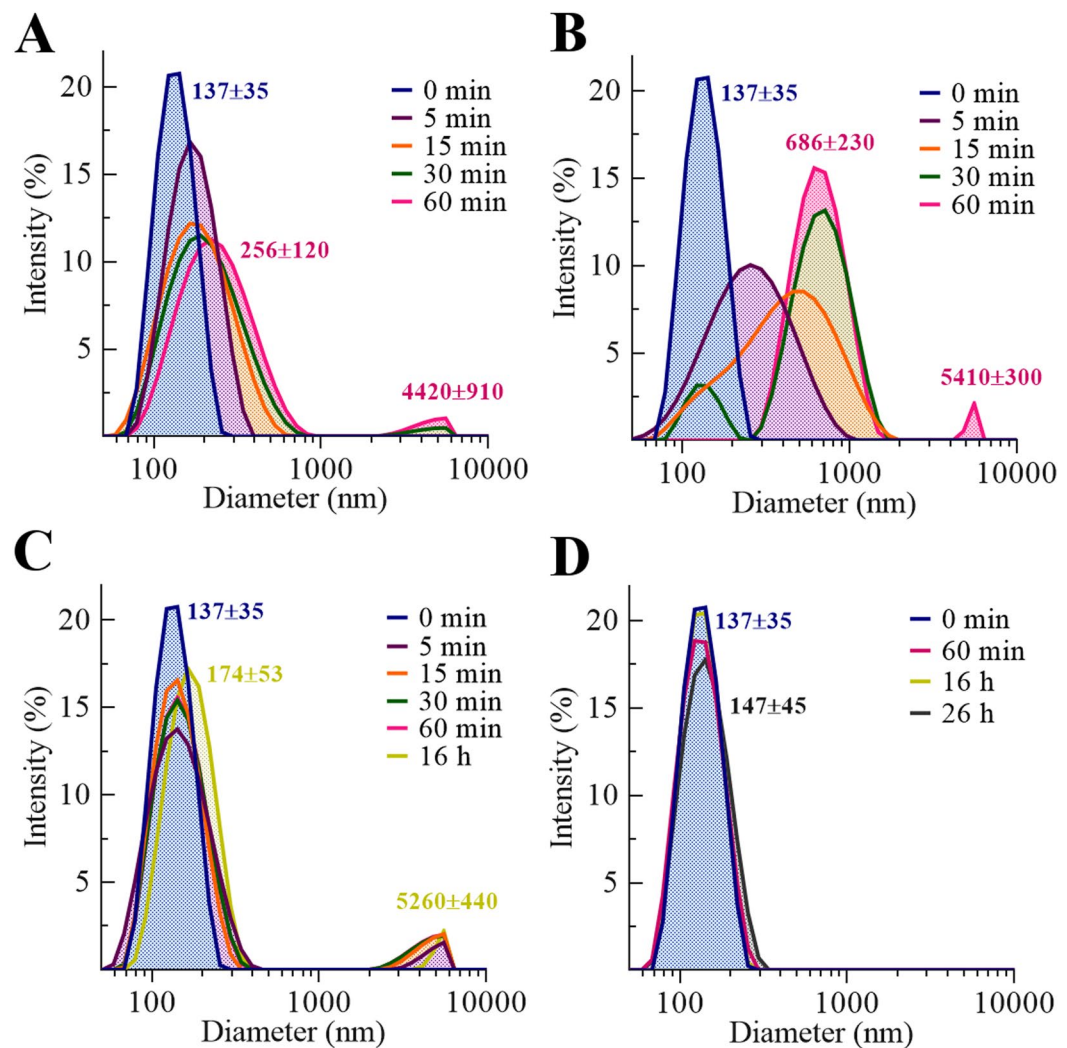 A
B
20
15
10
5
Intensity (%)
137±35
256±120
4420±910
0 min
5 min
15 min
30 min
60 min
100
1000
10000
Diameter (nm)
20
15
10
5
Intensity (%)
137±35
686±230
5410±300
0 min
5 min
15 min
30 min
60 min
100
1000
10000
Diameter (nm)
C
D
20
15
10
5
Intensity (%)
137±35
174±53
5260±440
0 min
5 min
15 min
30 min
60 min
16 h
100
1000
10000
Diameter (nm)
20
15
10
5
Intensity (%)
137±35
147±45
0 min
60 min
16 h
26 h
100
1000
10000
Diameter (nm)